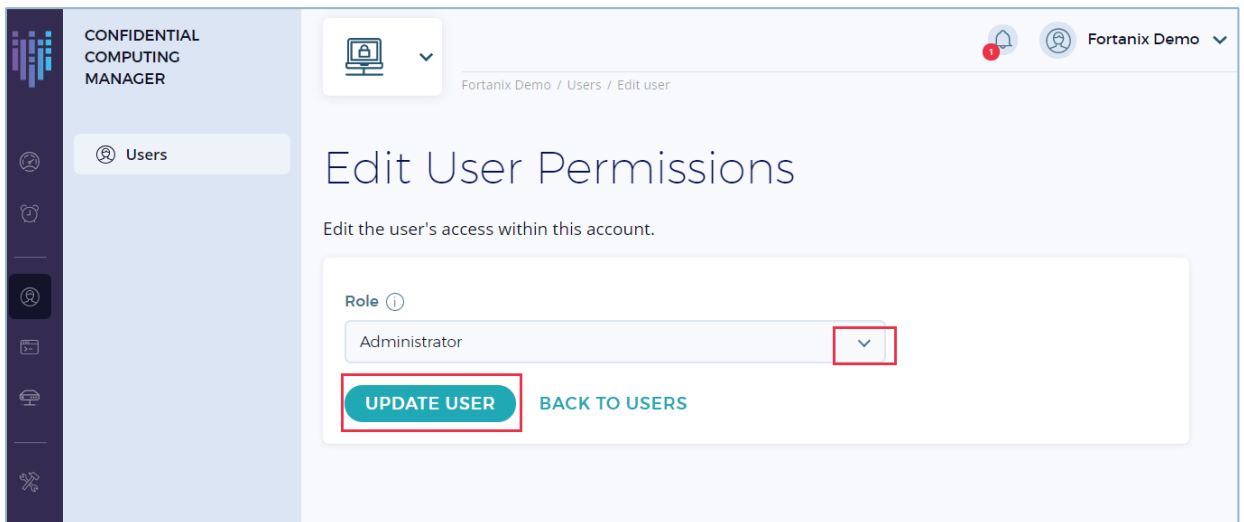 CONFIDENTIAL
COMPUTING
MANAGER
1
Fortanix Demo
Fortanix Demo / Users / Edit user
Users
Edit User Permissions
Edit the user's access within this account.
Role
Administrator
UPDATE USER BACK TO USERS